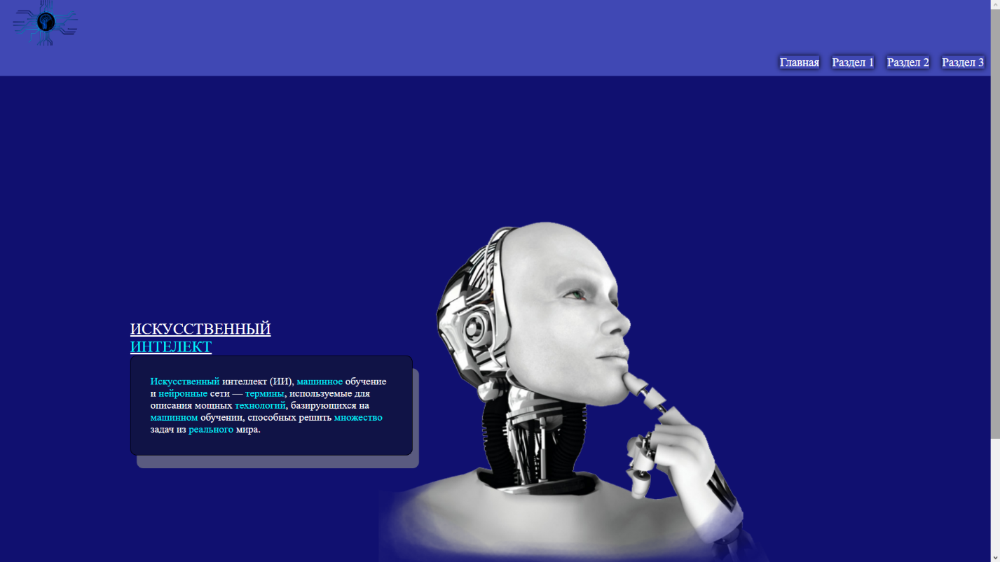 Главная Раздел 1 Раздел 2 Раздел 3
ИСКУССТВЕННЫЙ
ИНТЕЛЕКТ
Искусственный интеллект (ИИ), машинное обучение
и нейронные сети — термины, используемые для
описания мощных технологий, базирующихся на
машинном обучении, способных решить множество
задач из реального мира.